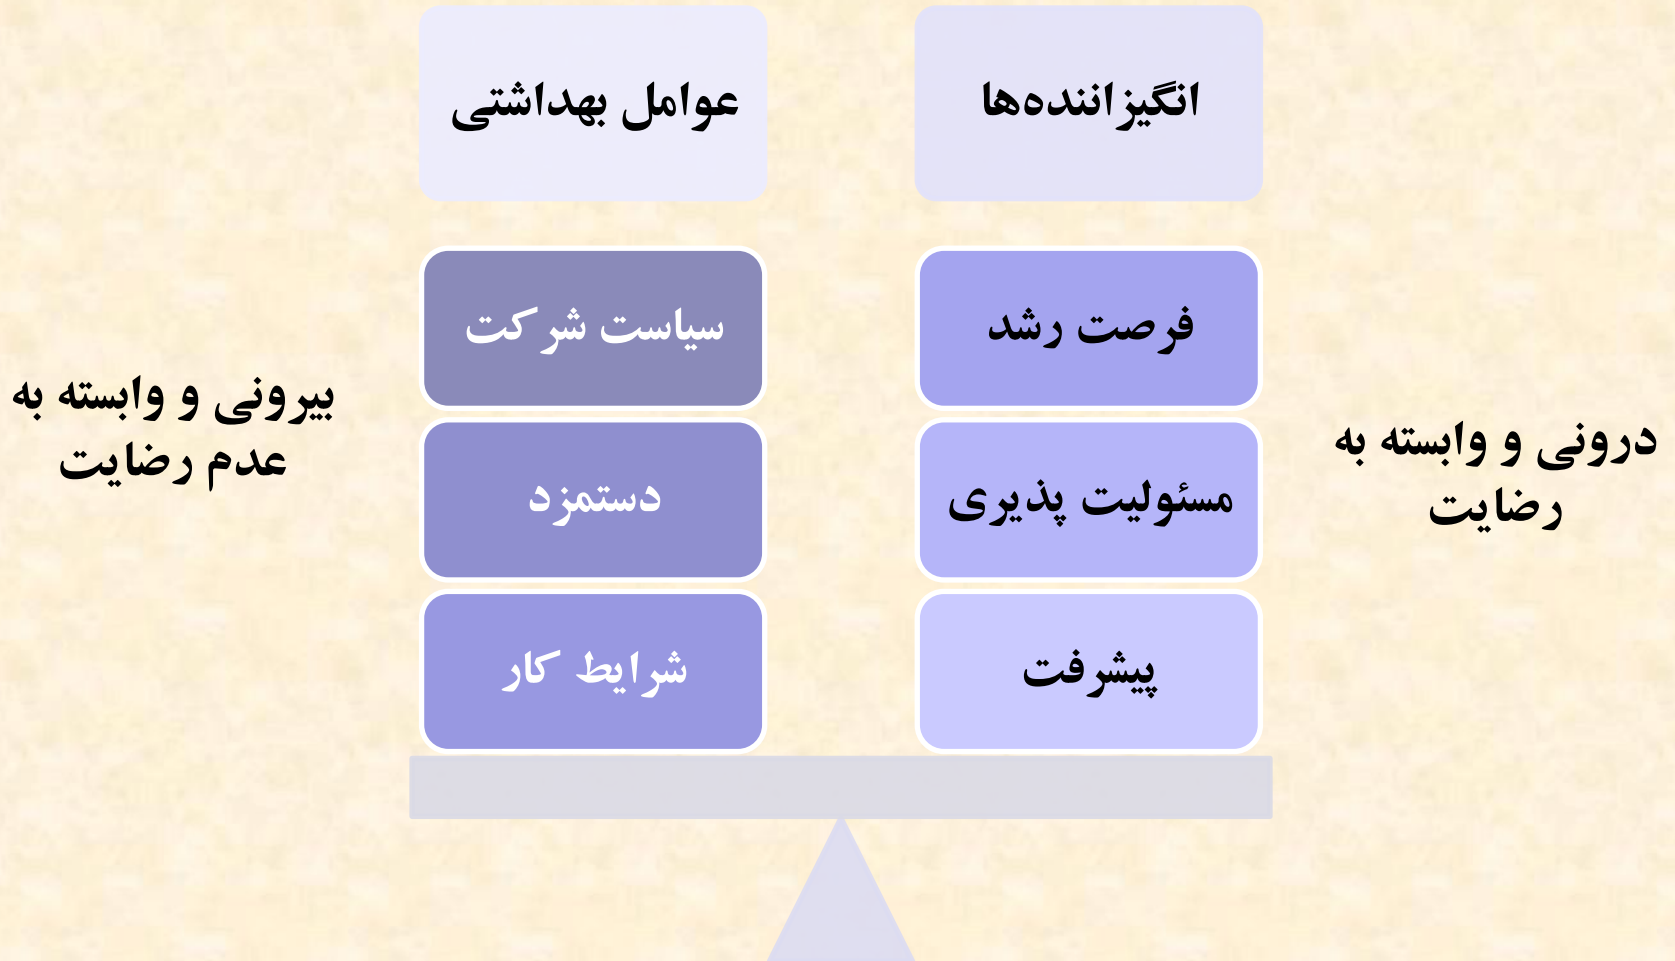 انگیزاننده‌ها
عوامل بهداشتی
فرصت رشد
مسئولیت پذیری
پیشرفت
درونی و وابسته به
رضایت
سیاست شرکت
دستمزد
شرایط کار
بیرونی و وابسته به
عدم رضایت